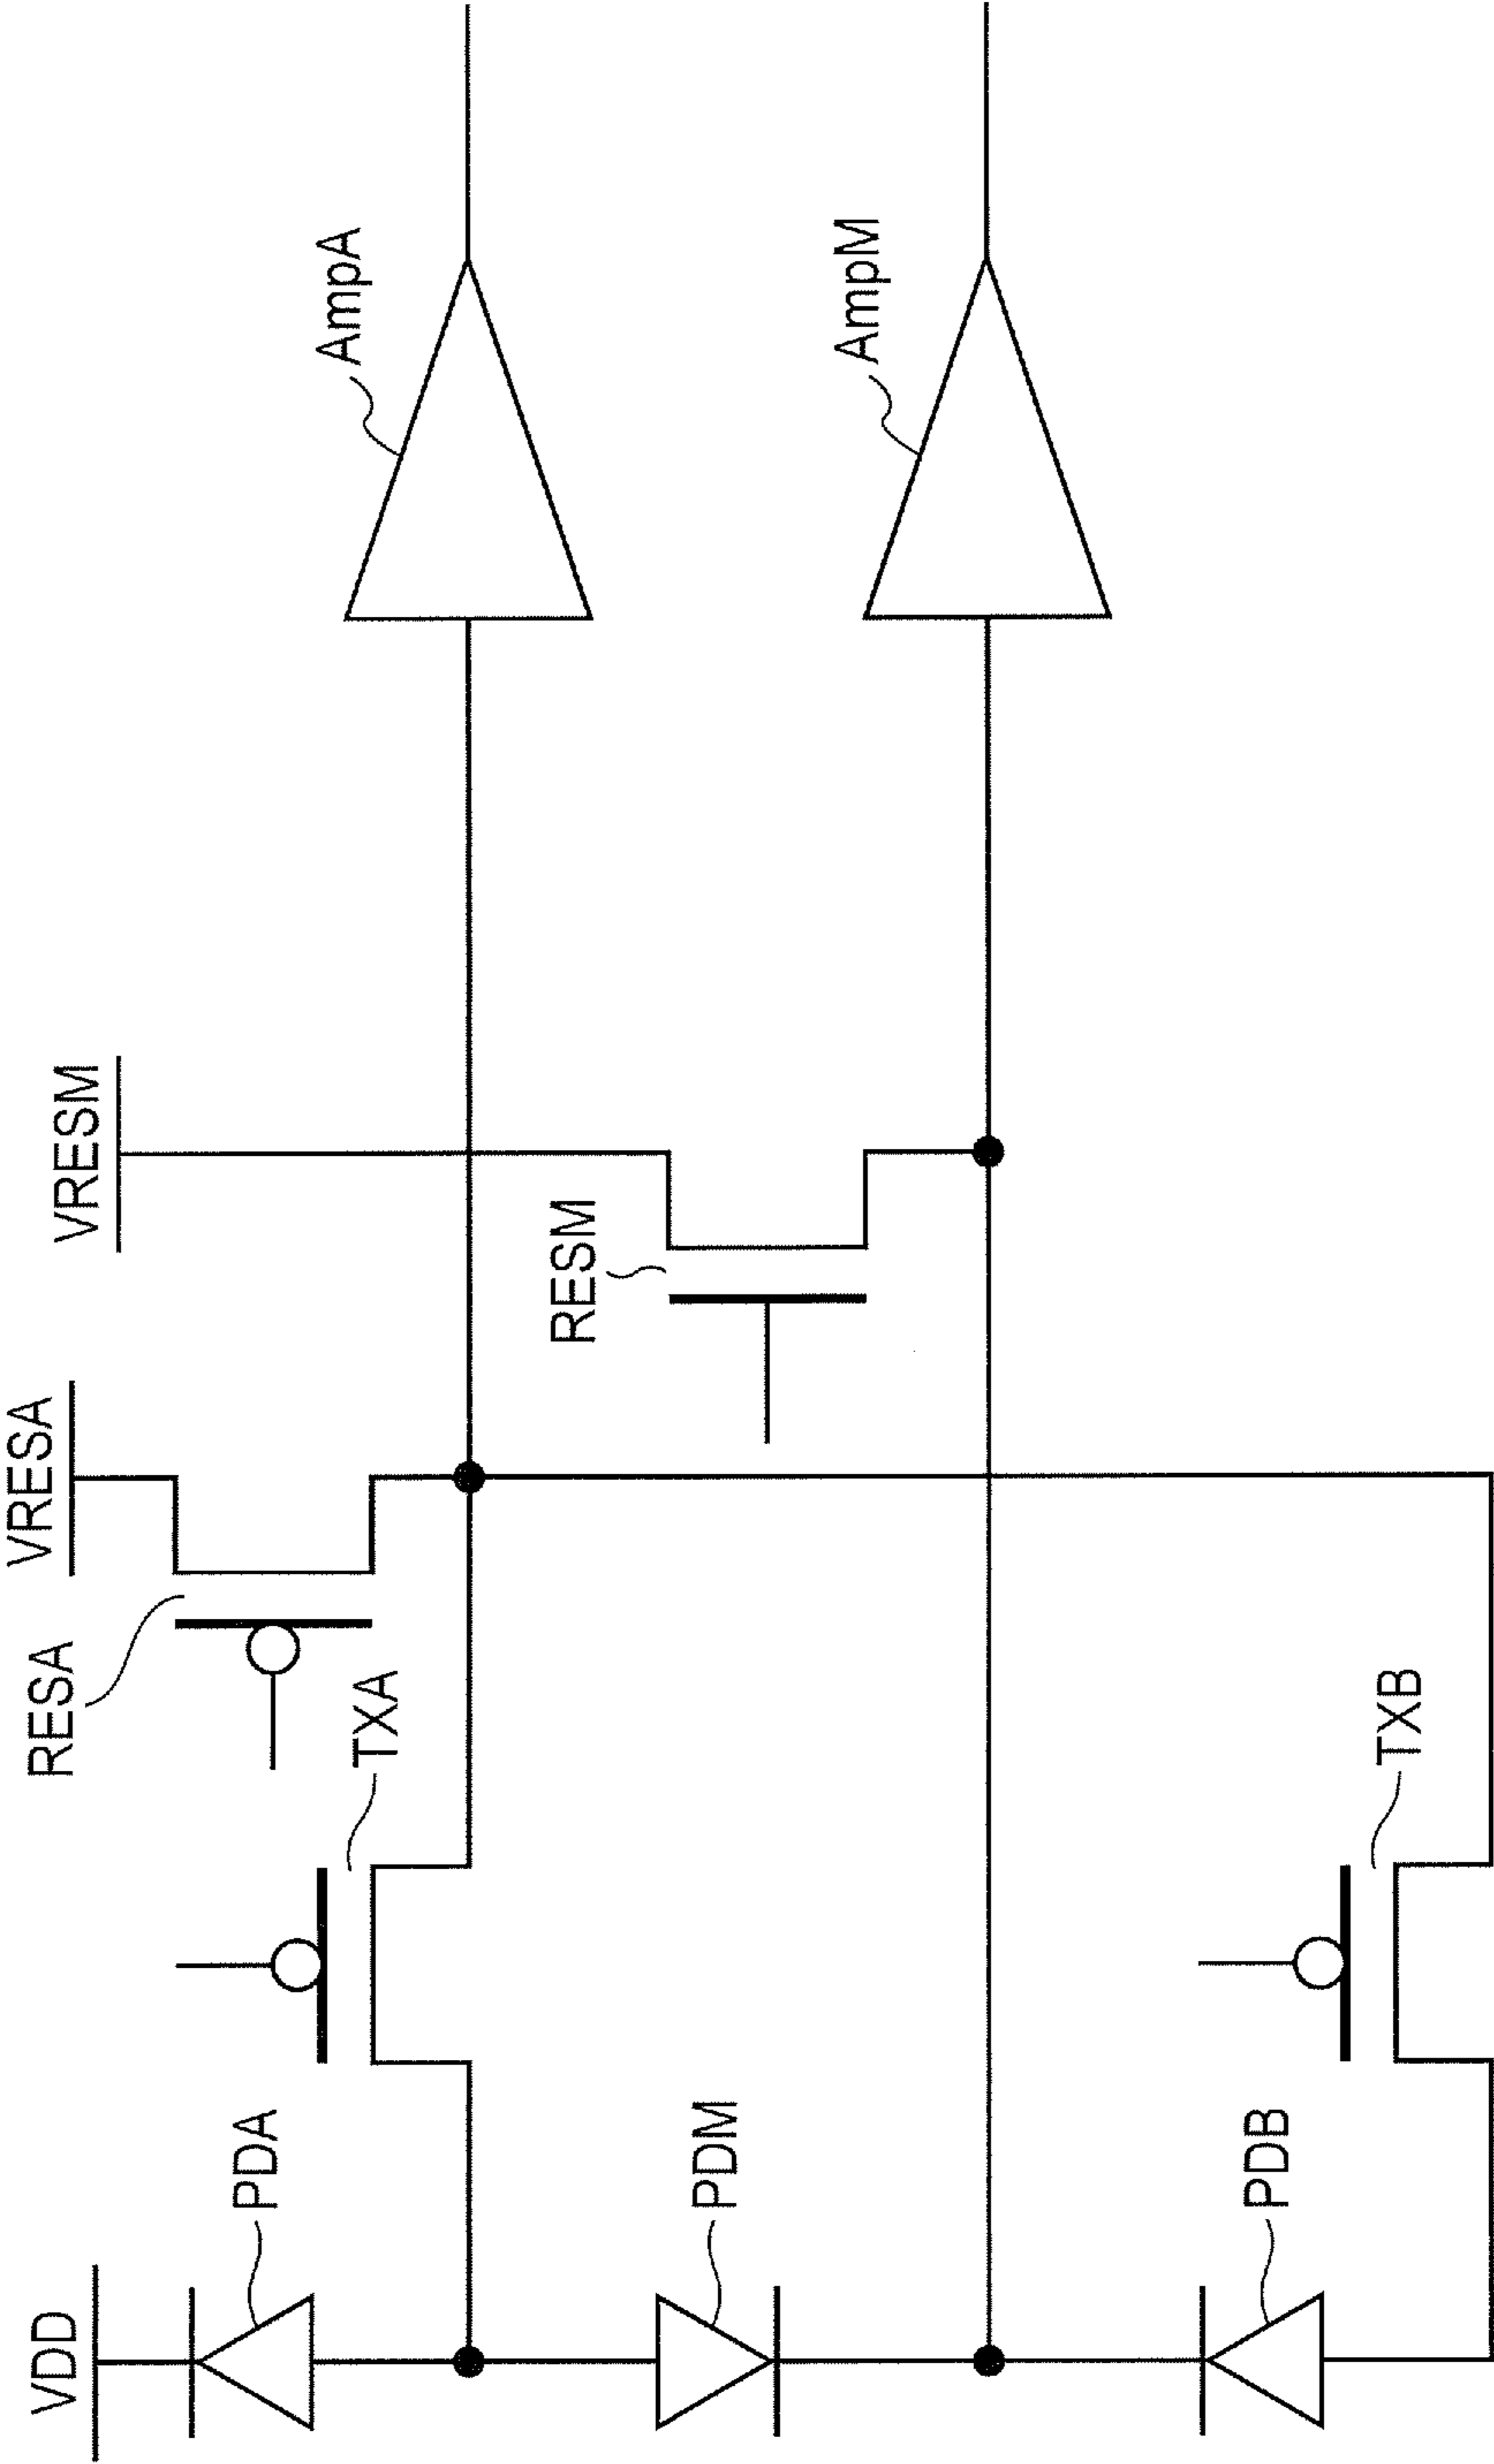 VDD
PDA
PDM
PDB
TXA
TXB
RESA
VRESA
RESM
VRESM
AmpA
AmpM